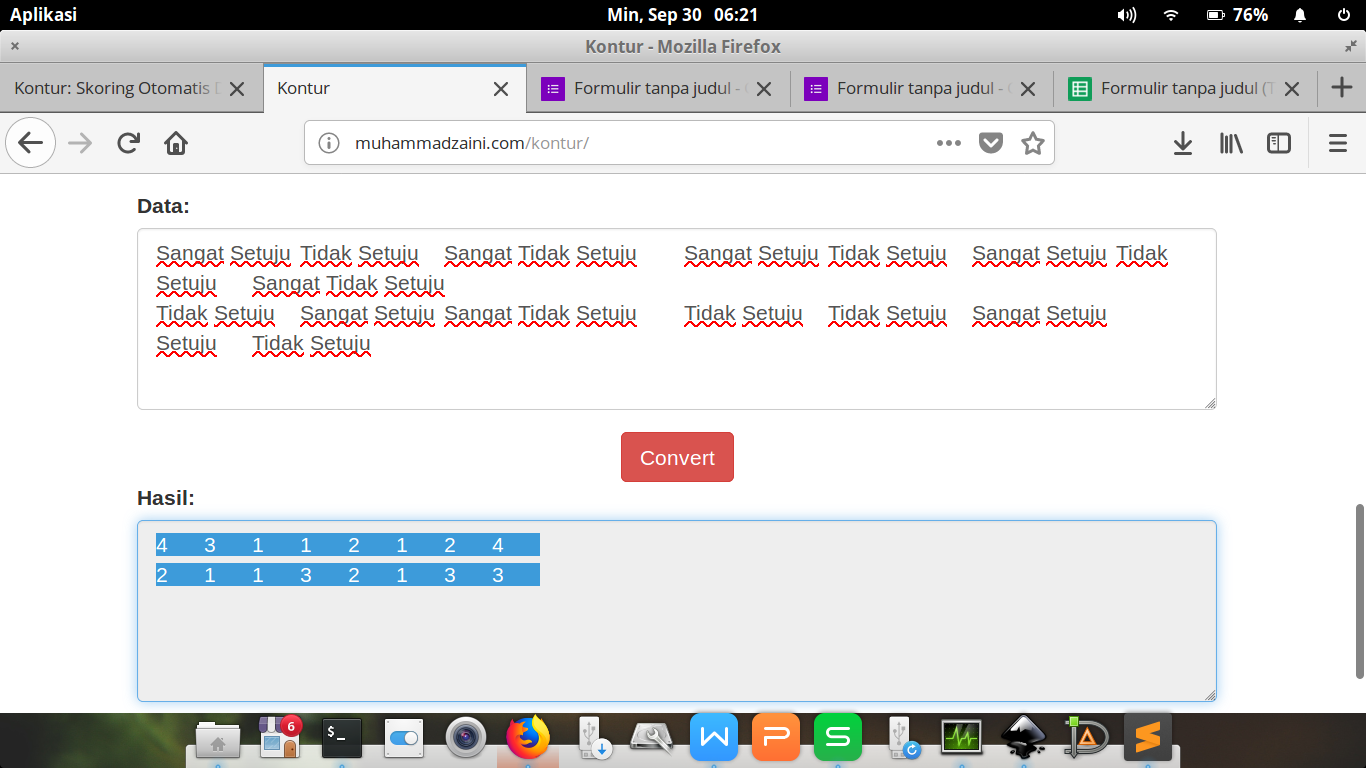 Aplikasi Min, Sep 30 06:21 76%
Kontur - Mozilla Firefox
Kontur: Skoring Otomatis Kontur Formulir tanpa judul - Formulir tanpa judul - Formulir tanpa judul (T
muhammadzaini.com/kontur/
Data:
Sangat Setuju Tidak Setuju Sangat Tidak Setuju Sangat Setuju Tidak Setuju Sangat Setuju Tidak
Setuju Sangat Tidak Setuju
Tidak Setuju Sangat Setuju Sangat Tidak Setuju Tidak Setuju Tidak Setuju Sangat Setuju
Setuju Tidak Setuju
Convert
Hasil:
4 3 1 1 2 1 2 4
2 1 1 3 2 1 3 3
6
$_
W P S